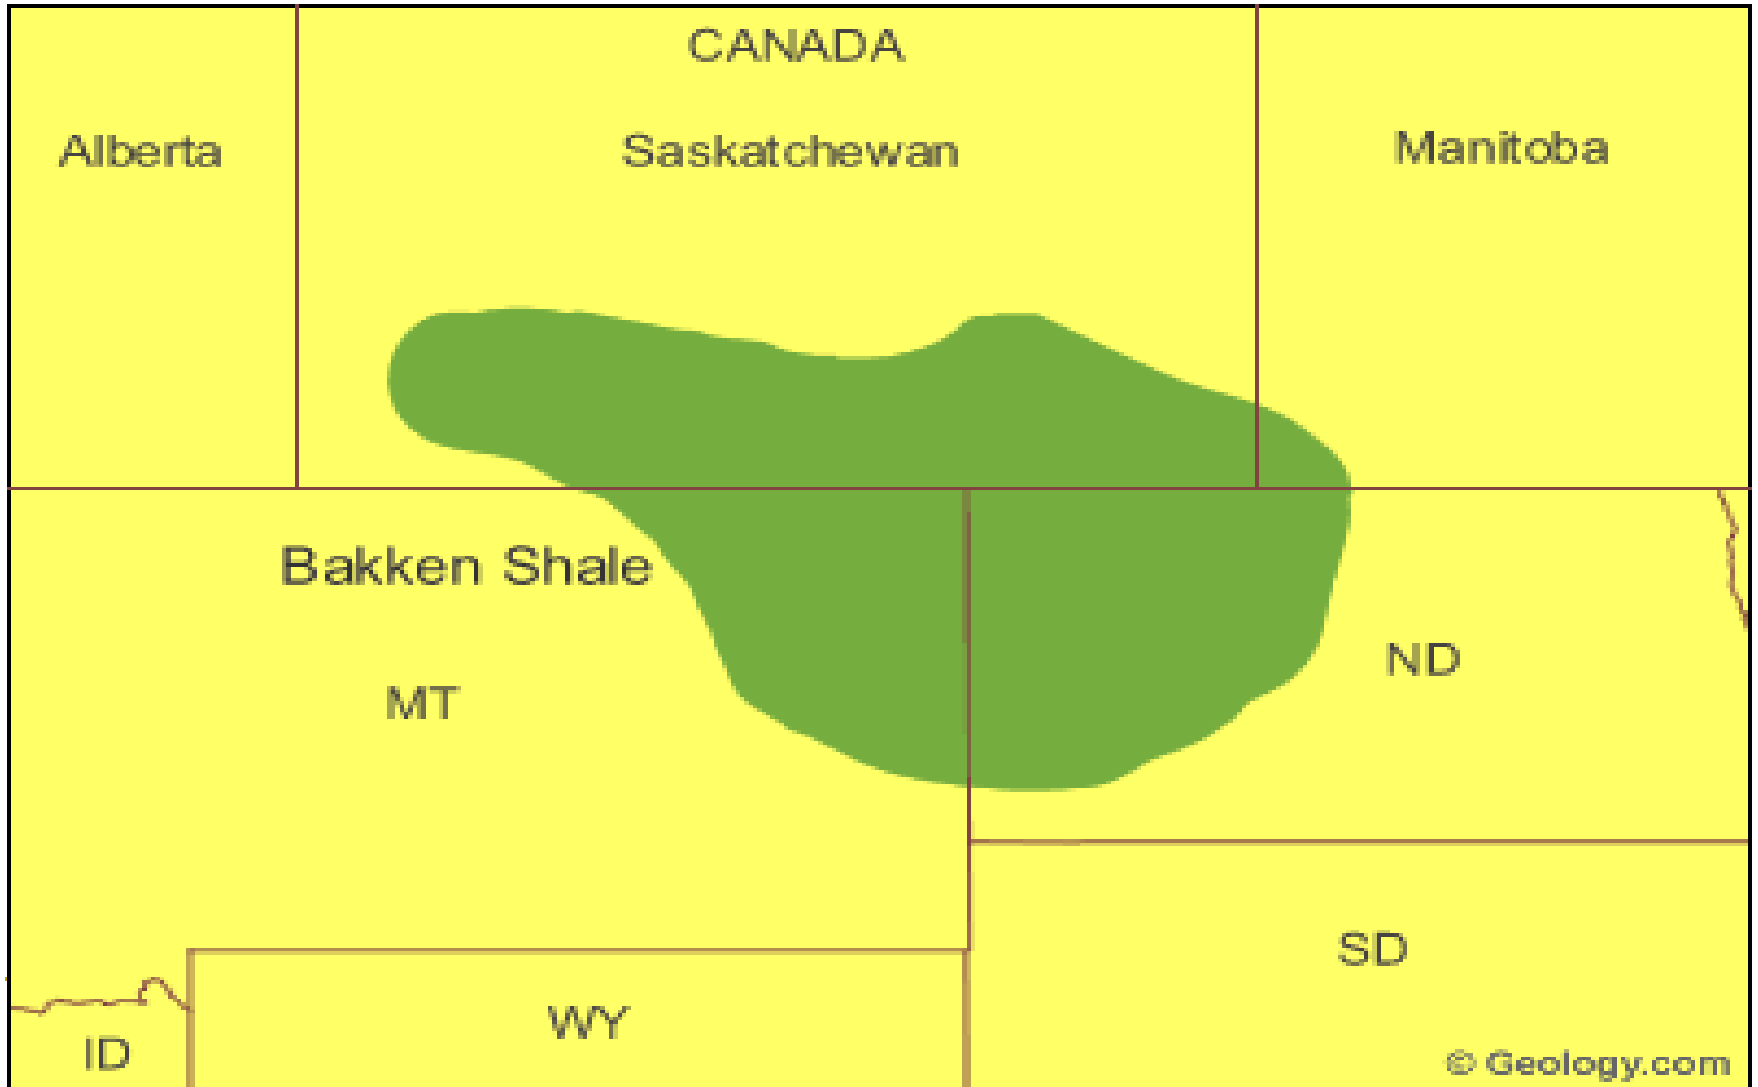 CANADA
Alberta
Saskatchewan
Manitoba
Bakken Shale
MT
ND
SD
WY
ID
© Geology.com